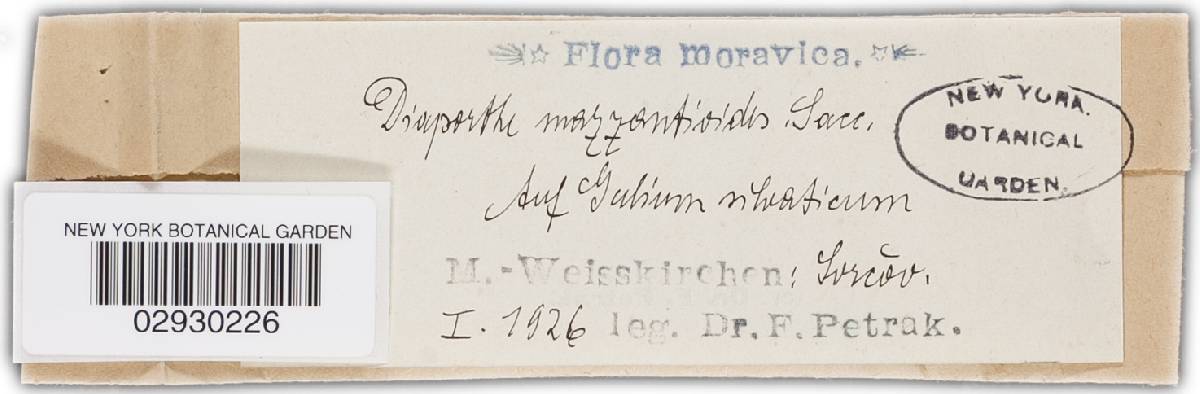 Flora moravica.
Diaporthe mazzantioides Sacc.
NEW YORK
BOTANICAL
GARDEN.
Auf Galium silvaticum
M.-Weisskirchen:
I. 1926 leg. Dr. F. Petrak.
NEW YORK BOTANICAL GARDEN
02930226